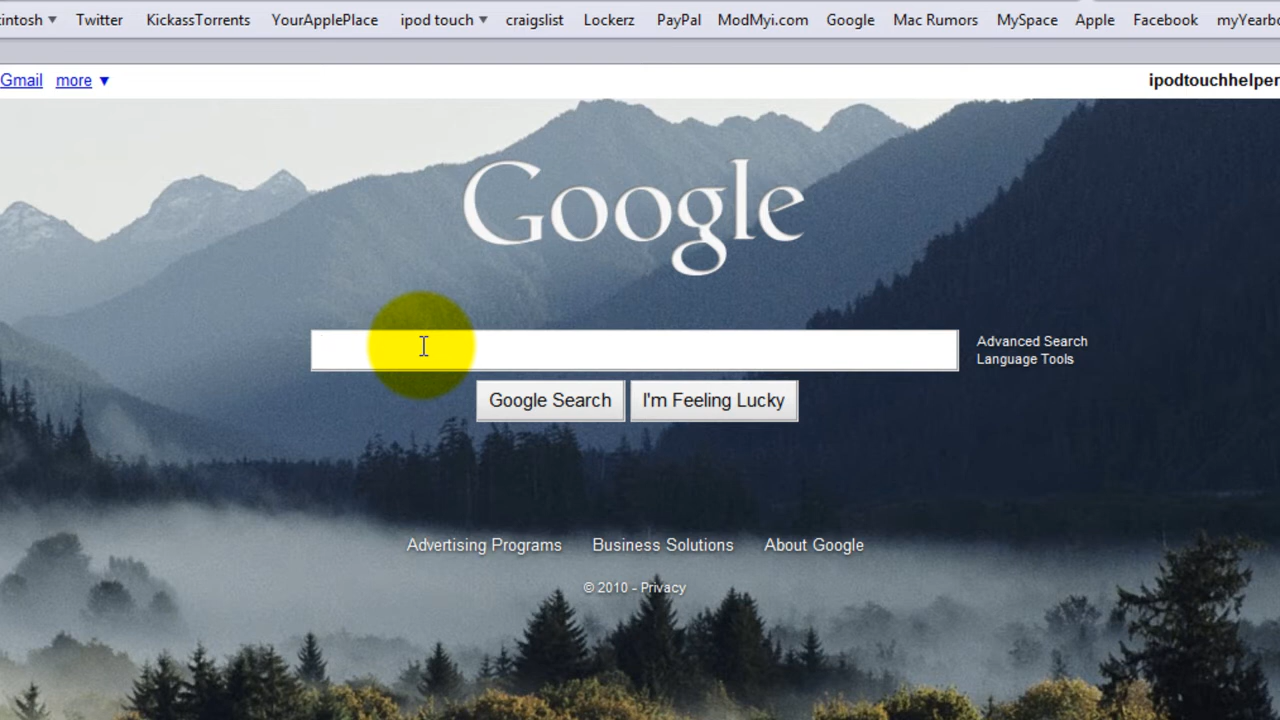 intosh KickassTorrents YourApplePlace ipod touch craigslist Lockerz PayPal ModMyi.com Google Mac Rumors MySpace Apple Facebook myYearbo
Gmail more ipodtouchhelper
Google
Advanced Search
Language Tools
Google Search I'm Feeling Lucky
Advertising Programs Business Solutions About Google
© 2010 - Privacy